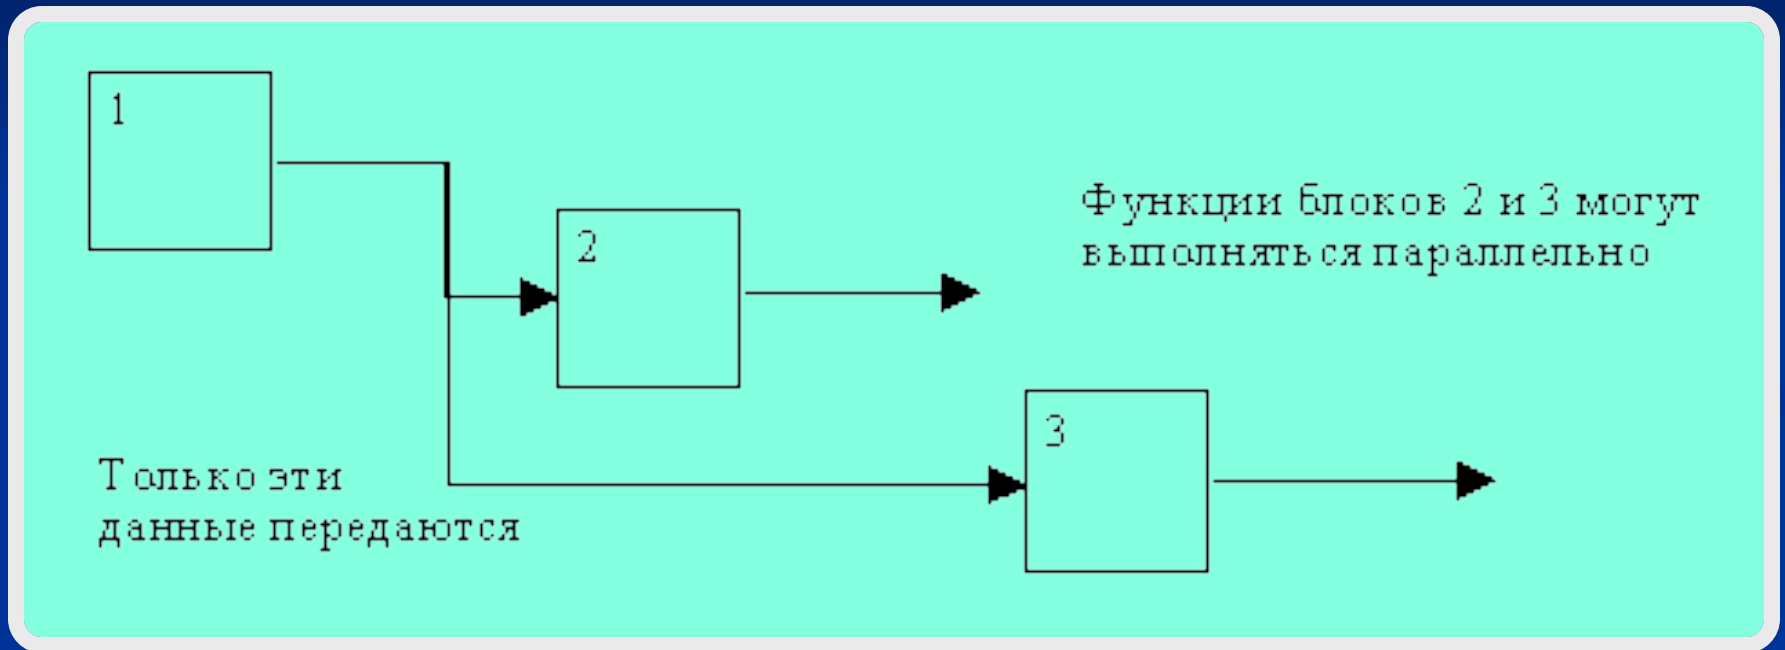 1
2
Функции блоков 2 и 3 могут
выполняться параллельно
3
Только эти
данные передаются